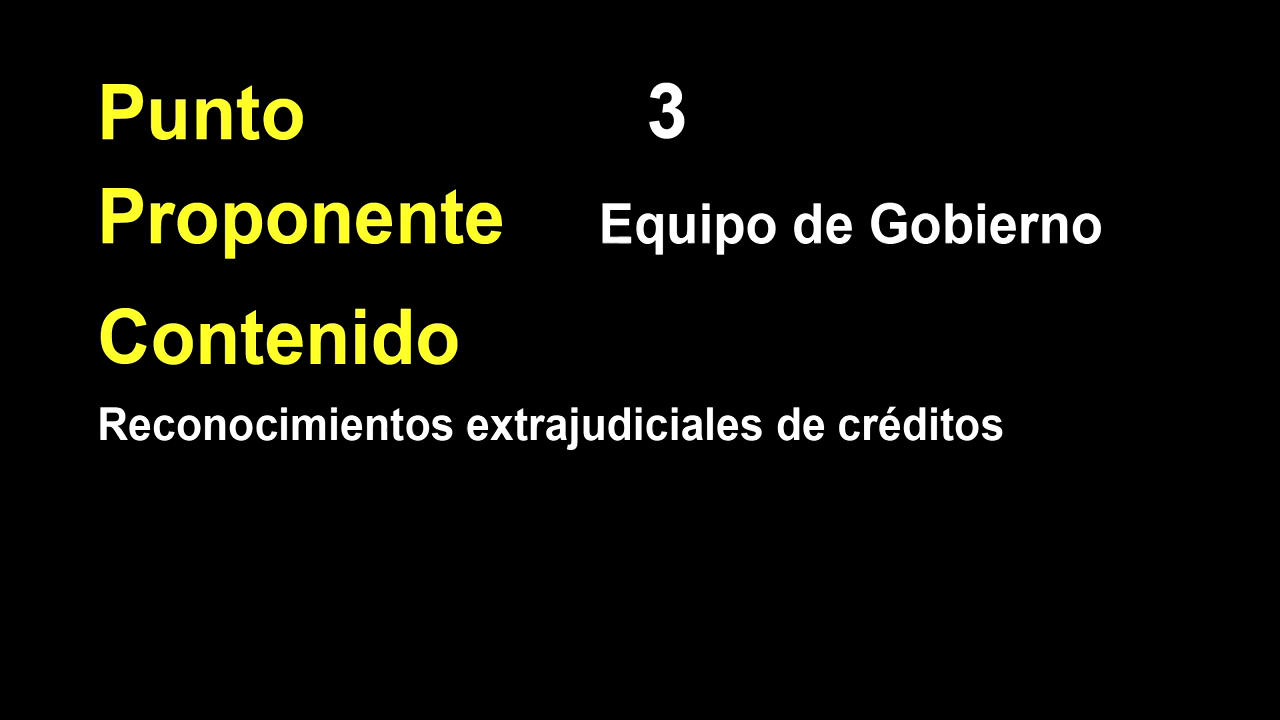 Punto 3
Proponente Equipo de Gobierno
Contenido
Reconocimientos extrajudiciales de créditos